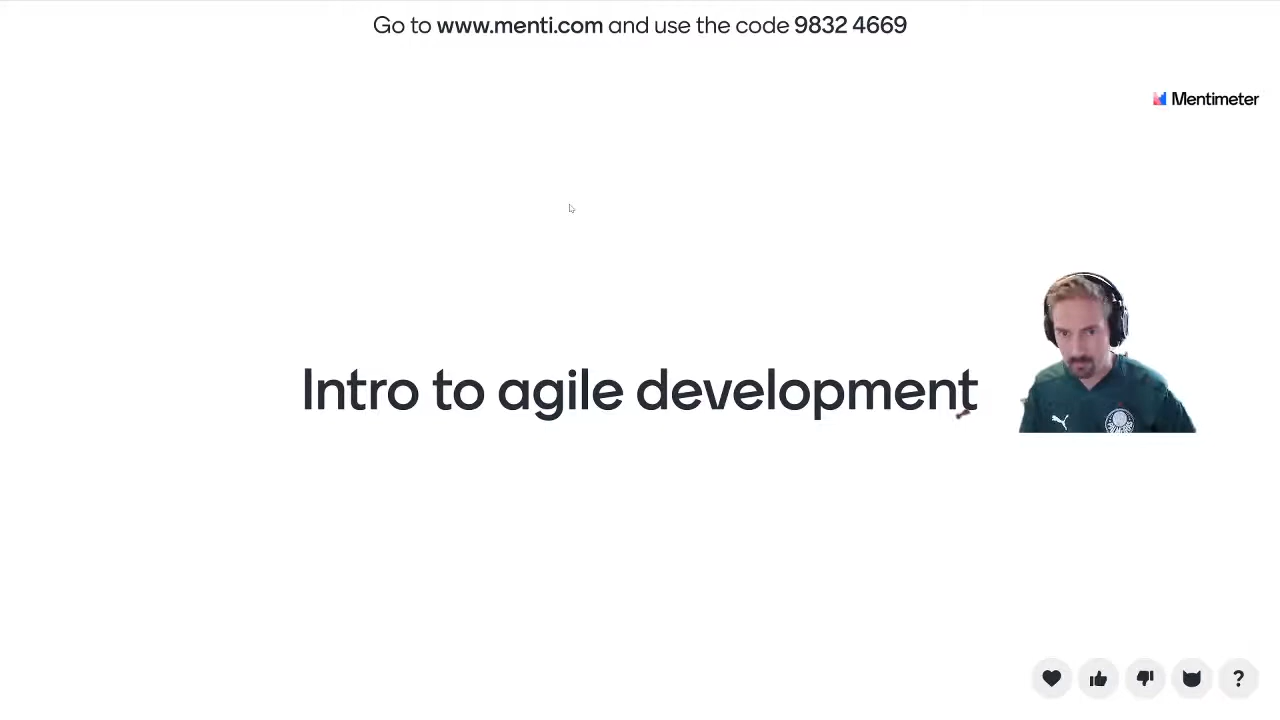 Go to www.menti.com and use the code 9832 4669
Mentimeter
Intro to agile development
?